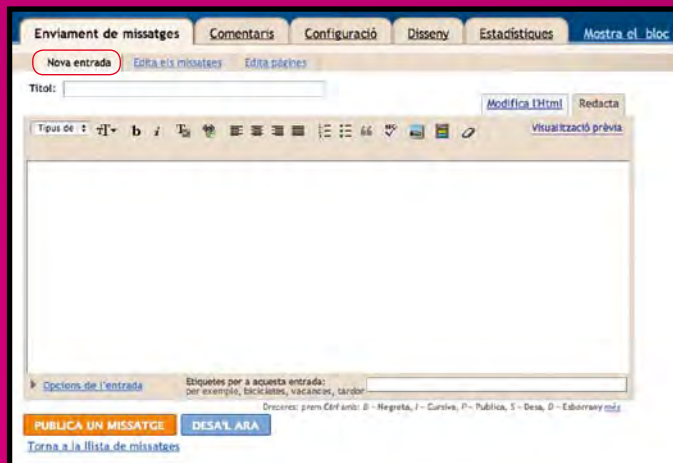 Enviament de missatges Comentaris Configuració Disseny Estadístiques Mostra el bloc
Nova entrada Edita els missatges Edita pàgines
Títol:
Modifica l'Html Redacta
Tipus de b i ABC Visualització prèvia
Opcions de l'entrada Etiquetes per a aquesta entrada:
per exemple, bicicletes, vacances, tardor
Dreceres: prem Ctrl amb: B - Negreta, I - Cursiva, P - Publica, S - Desa, D - Esborrany més
PUBLICA UN MISSATGE DESA'L ARA
Torna a la llista de missatges